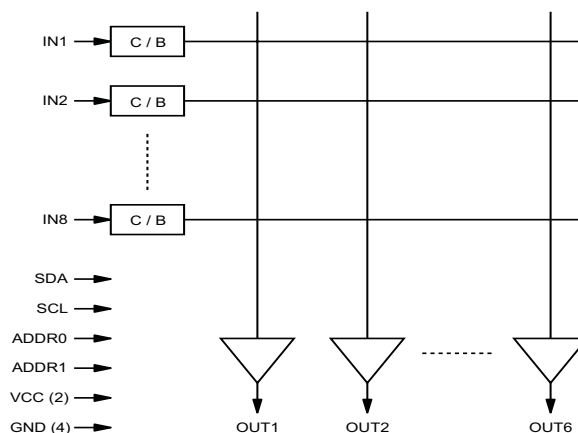 IN1 C / B
IN2 C / B
IN8 C / B
SDA
SCL
ADDR0
ADDR1
VCC (2)
GND (4) OUT1 OUT2 OUT6